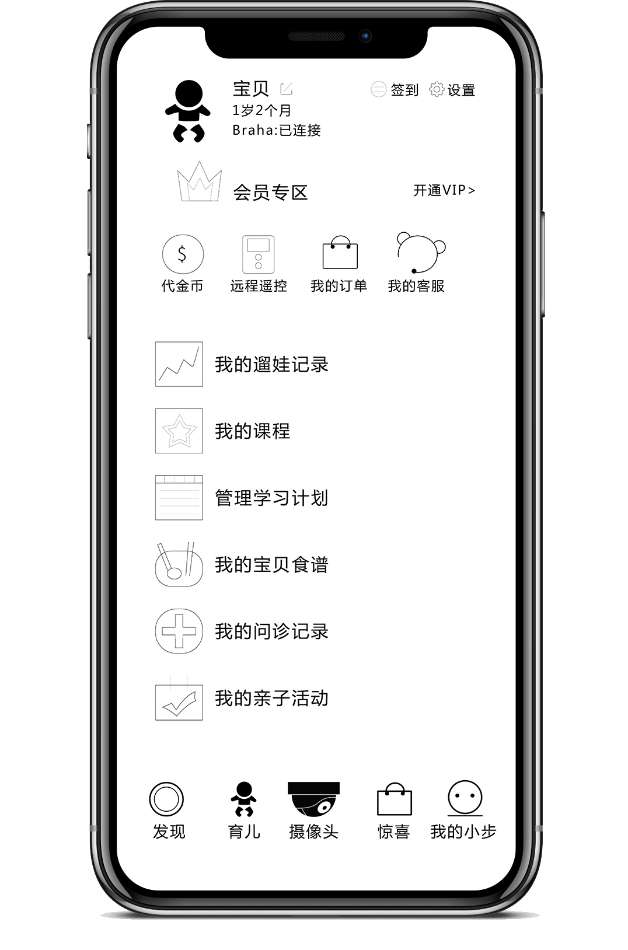 宝贝
签到 设置
1岁2个月
Braha:已连接
会员专区 开通VIP>
$
代金币 远程遥控 我的订单 我的客服
我的遛娃记录
我的课程
管理学习计划
我的宝贝食谱
我的问诊记录
我的亲子活动
发现 育儿 摄像头 惊喜 我的小步